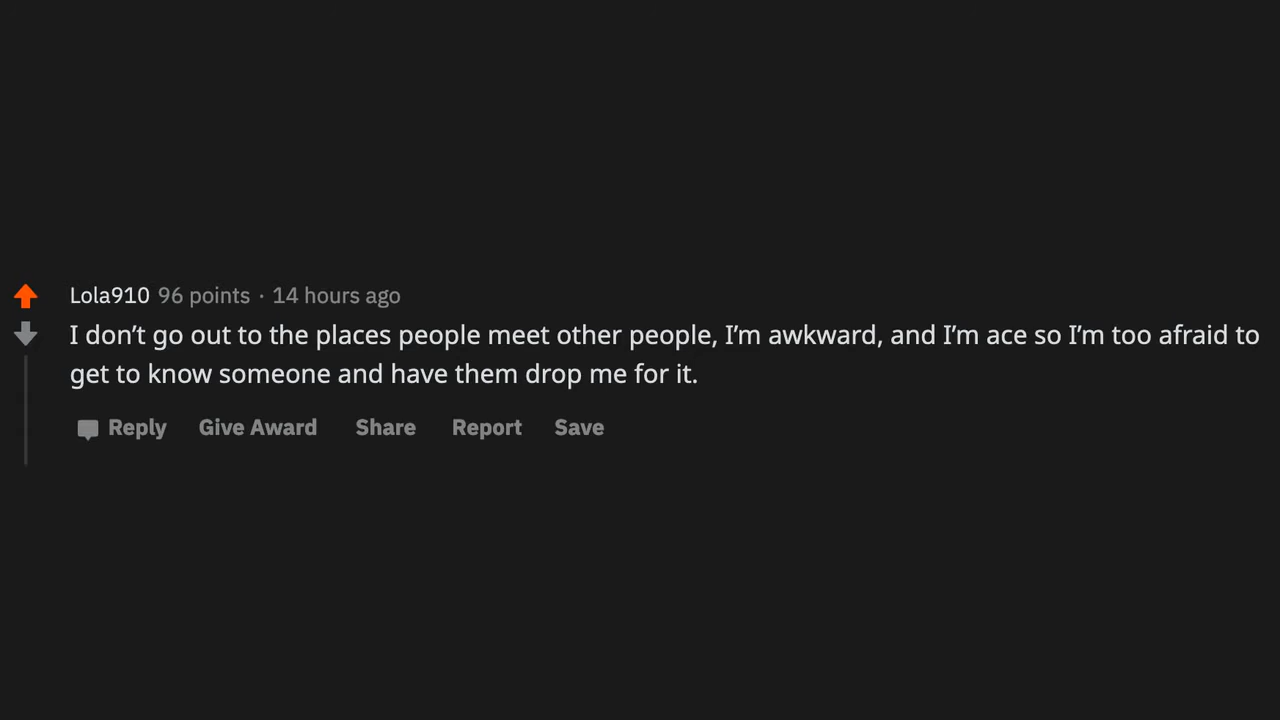 Lola910 96 points · 14 hours ago
I don’t go out to the places people meet other people, I’m awkward, and I’m ace so I’m too afraid to
get to know someone and have them drop me for it.
Reply Give Award Share Report Save